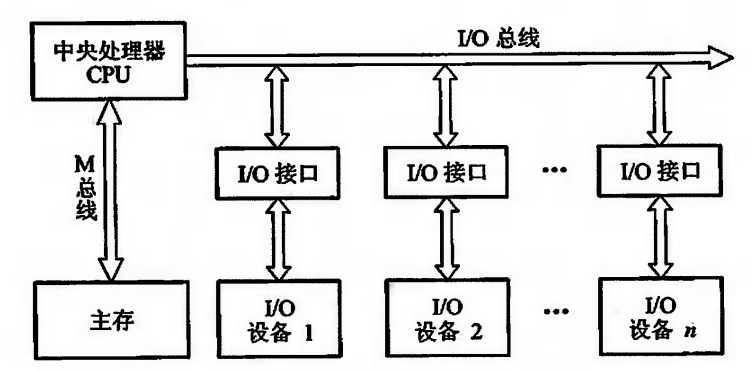 中央处理器
CPU
I/O 总线
M
总
线
I/O 接口
I/O 接口
···
I/O 接口
主存
I/O
设备 1
I/O
设备 2
···
I/O
设备 n